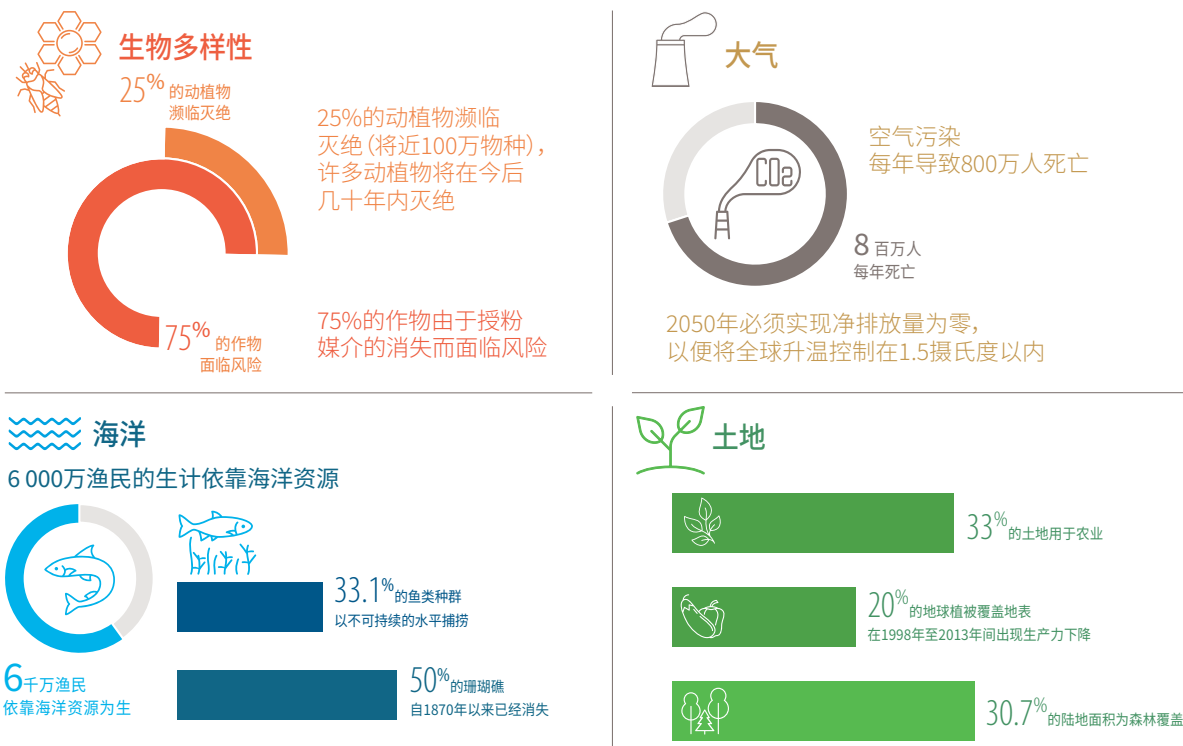 生物多样性
25% 的动植物
濒临灭绝
25%的动植物濒临
灭绝（将近100万物种），
许多动植物将在今后
几十年内灭绝
75% 的作物
面临风险
75%的作物由于授粉
媒介的消失而面临风险
大气
CO2
空气污染
每年导致800万人死亡
8 百万人
每年死亡
2050年必须实现净排放量为零，
以便将全球升温控制在1.5摄氏度以内
海洋
6 000万渔民的生计依靠海洋资源
6千万渔民
依靠海洋资源为生
33.1%的鱼类种群
以不可持续的水平捕捞
50%的珊瑚礁
自1870年以来已经消失
土地
33%的土地用于农业
20%的地球植被覆盖地表
在1998年至2013年间出现生产力下降
30.7%的陆地面积为森林覆盖